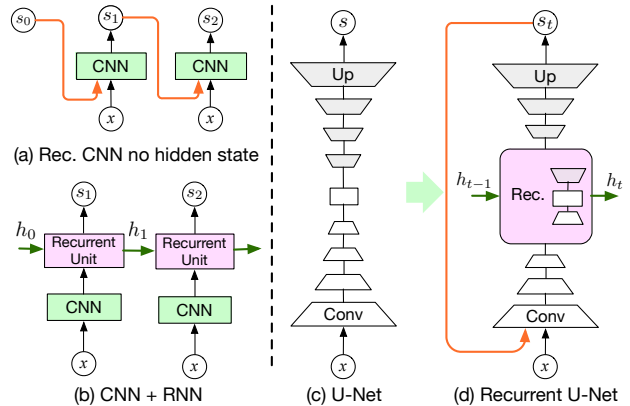 s₀ s₁ s₂
CNN CNN
x x
(a) Rec. CNN no hidden state
s₁ s₂
h₀ h₁
Recurrent Unit
Recurrent Unit
CNN CNN
x x
(b) CNN + RNN
s
Up
Conv
x
(c) U-Net
sₜ
Up
hₜ₋₁ Rec. hₜ
Conv
x
(d) Recurrent U-Net